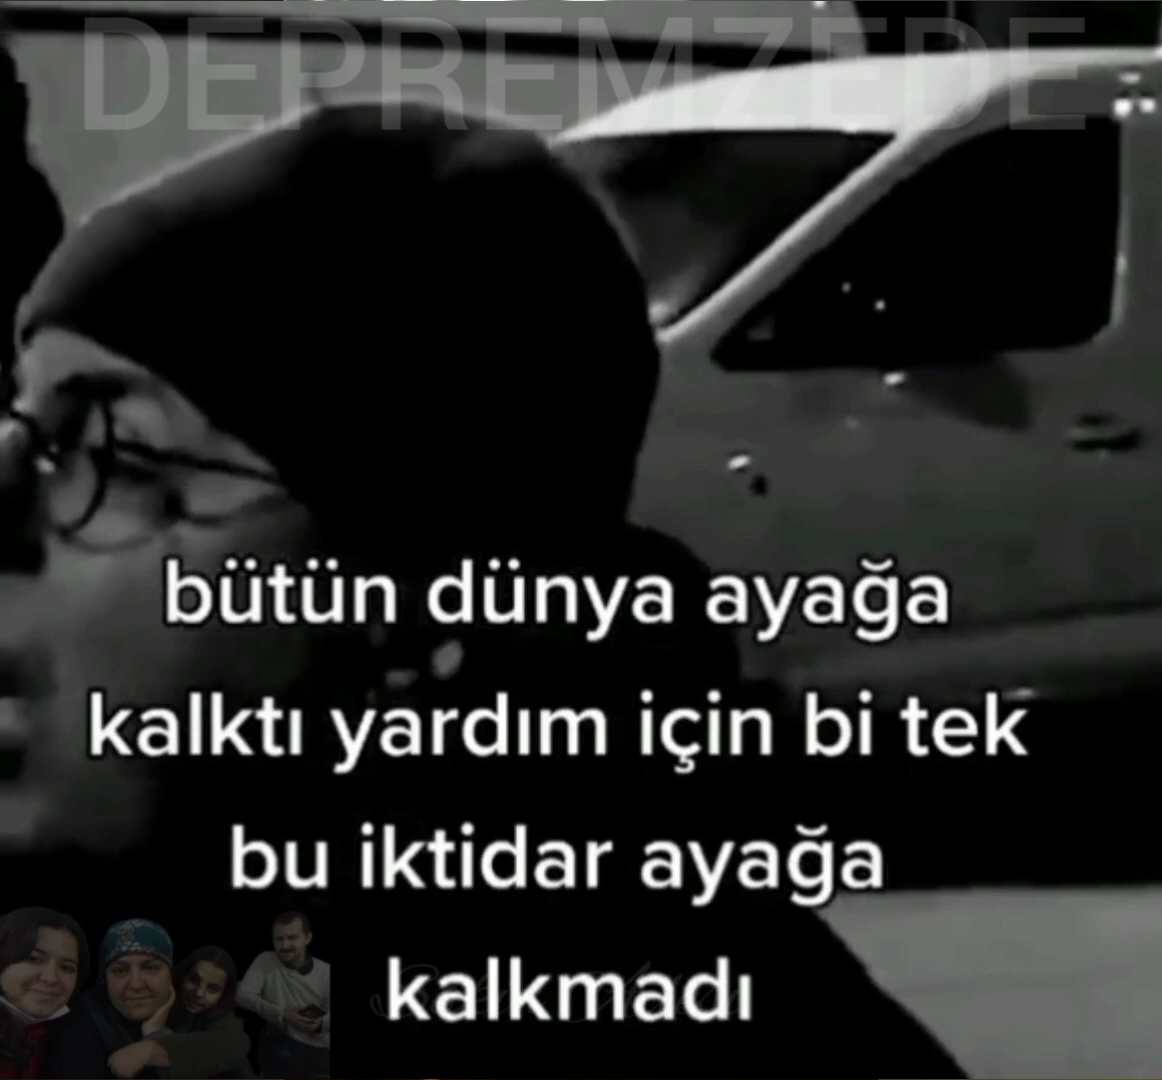 DEPREMZEDE
bütün dünya ayağa
kalktı yardım için bi tek
bu iktidar ayağa
kalkmadı